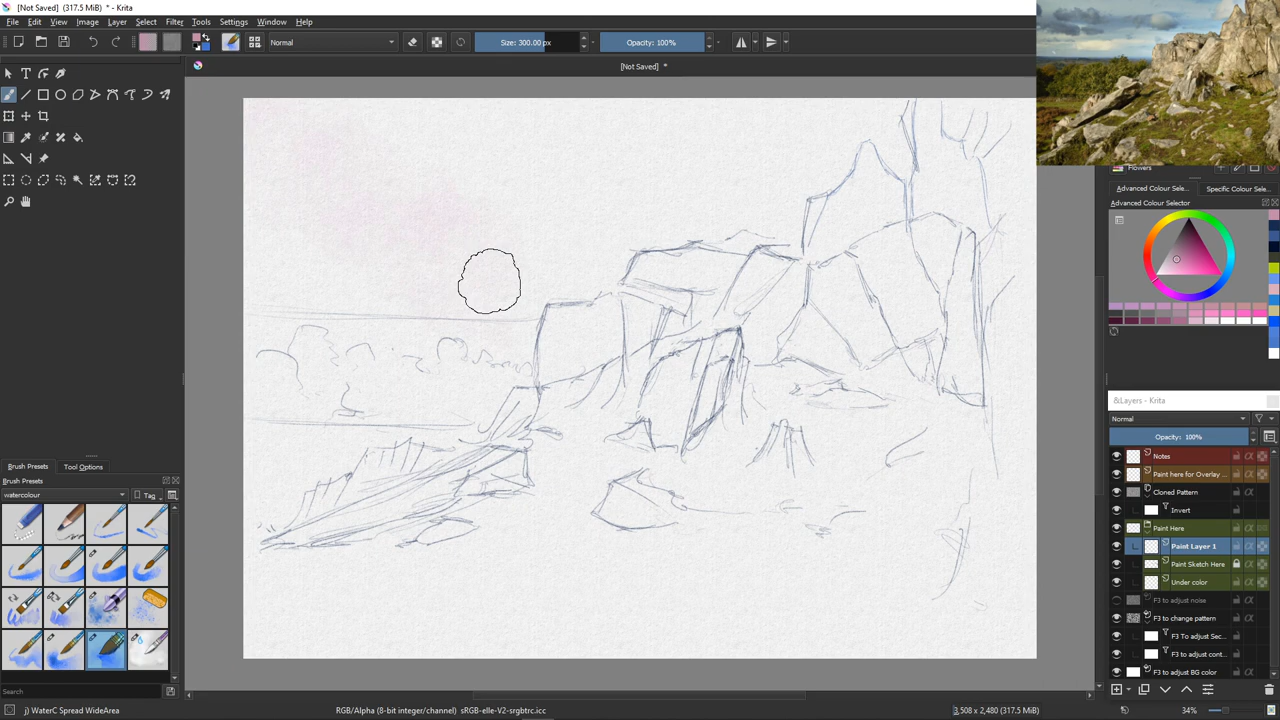 [Not Saved] (317.5 MiB) * - Krita
File Edit View Image Layer Select Filter Tools Settings Window Help
Normal
Size: 300.00 px
Opacity: 100%
[Not Saved] *
Flowers
Advanced Colour Sele...
Specific Colour Sele...
Advanced Colour Selector
&Layers - Krita
Normal
Opacity: 100%
Notes
Paint here for Overlay ...
Cloned Pattern
Invert
Paint Here
Paint Layer 1
Paint Sketch Here
Under color
F3 to adjust noise
F3 to change pattern
F3 To adjust Sec...
F3 to adjust cont...
F3 to adjust BG color
Brush Presets
Tool Options
Brush Presets
watercolour
Tag
Search
j) WaterC Spread WideArea
RGB/Alpha (8-bit integer/channel) sRGB-elle-V2-srgbtrc.icc
3,508 x 2,480 (317.5 MiB)
34%